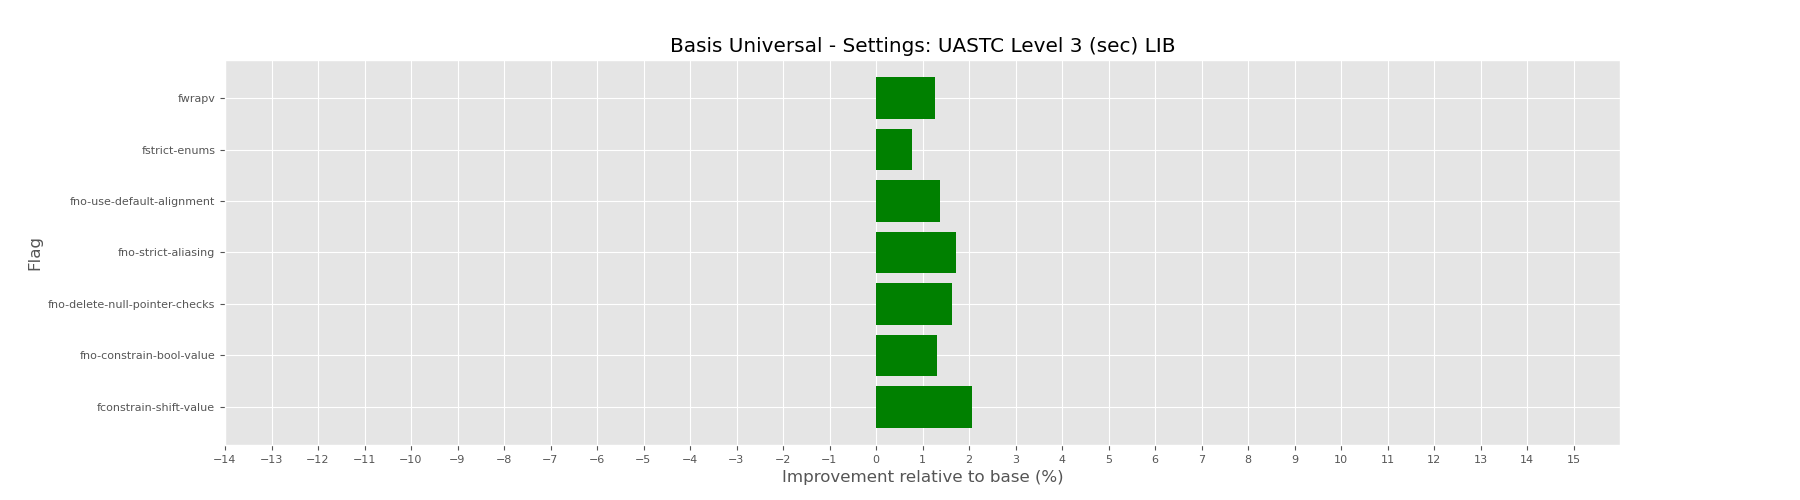 Basis Universal - Settings: UASTC Level 3 (sec) LIB
Flag
fwrapv
fstrict-enums
fno-use-default-alignment
fno-strict-aliasing
fno-delete-null-pointer-checks
fno-constrain-bool-value
fconstrain-shift-value
−14 −13 −12 −11 −10 −9 −8 −7 −6 −5 −4 −3 −2 −1 0 1 2 3 4 5 6 7 8 9 10 11 12 13 14 15
Improvement relative to base (%)